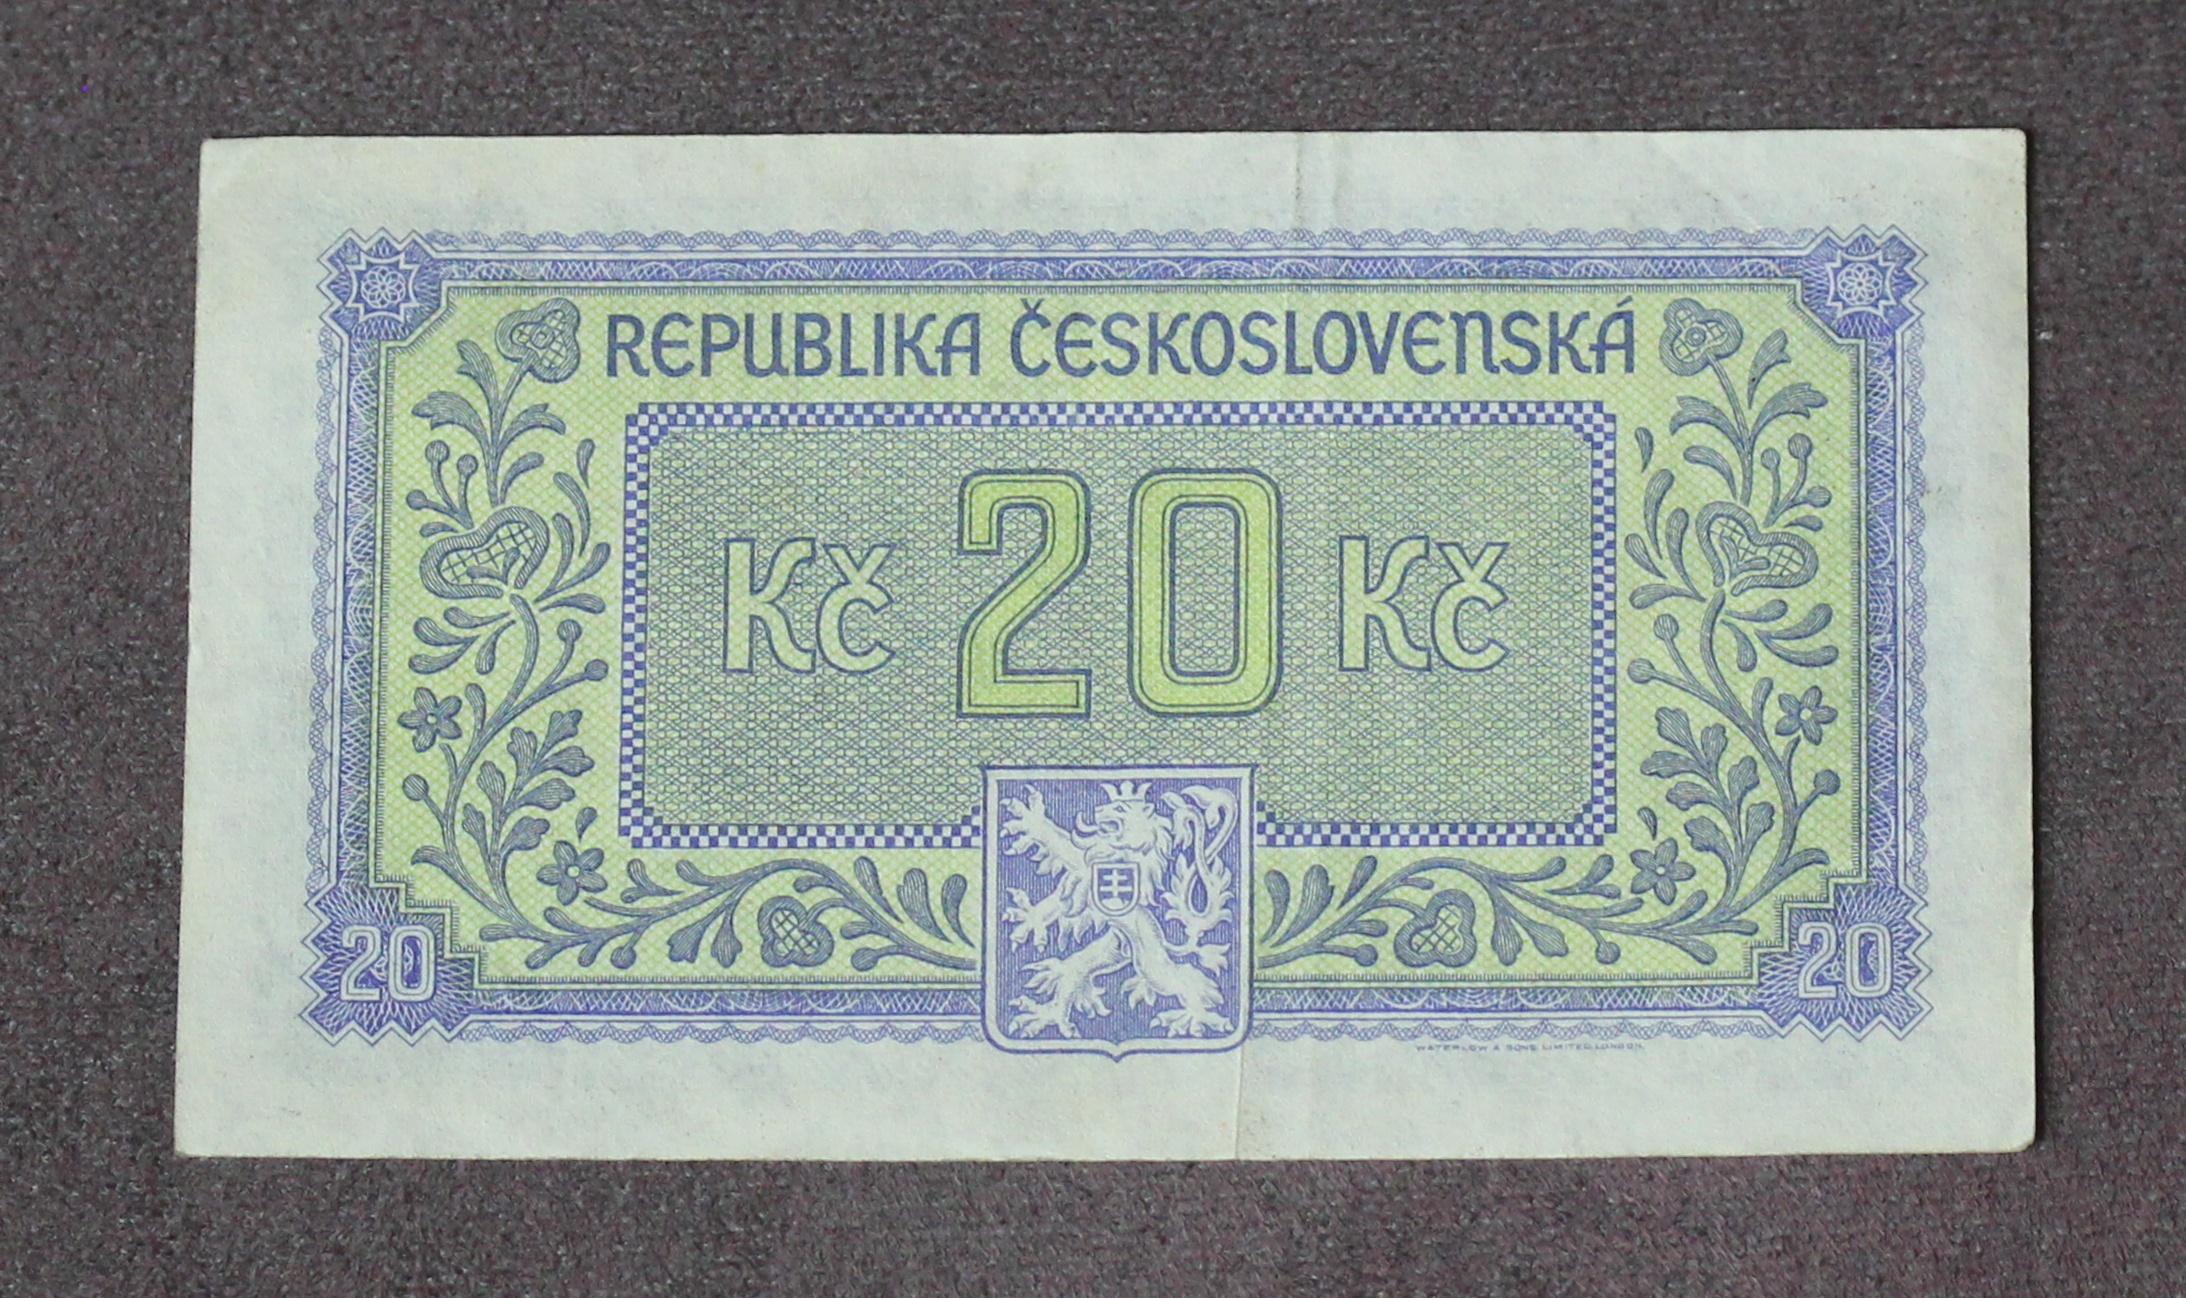 REPUBLIKA ČESKOSLOVENSKÁ
Kč 20 Kč
20 20
WATERLOW & SONS LIMITED, LONDON.